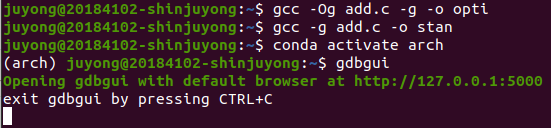 juyong@20184102-shinjuyong:~$ gcc -Og add.c -g -o opti
juyong@20184102-shinjuyong:~$ gcc -g add.c -o stan
juyong@20184102-shinjuyong:~$ conda activate arch
(arch) juyong@20184102-shinjuyong:~$ gdbgui
Opening gdbgui with default browser at http://127.0.0.1:5000
exit gdbgui by pressing CTRL+C